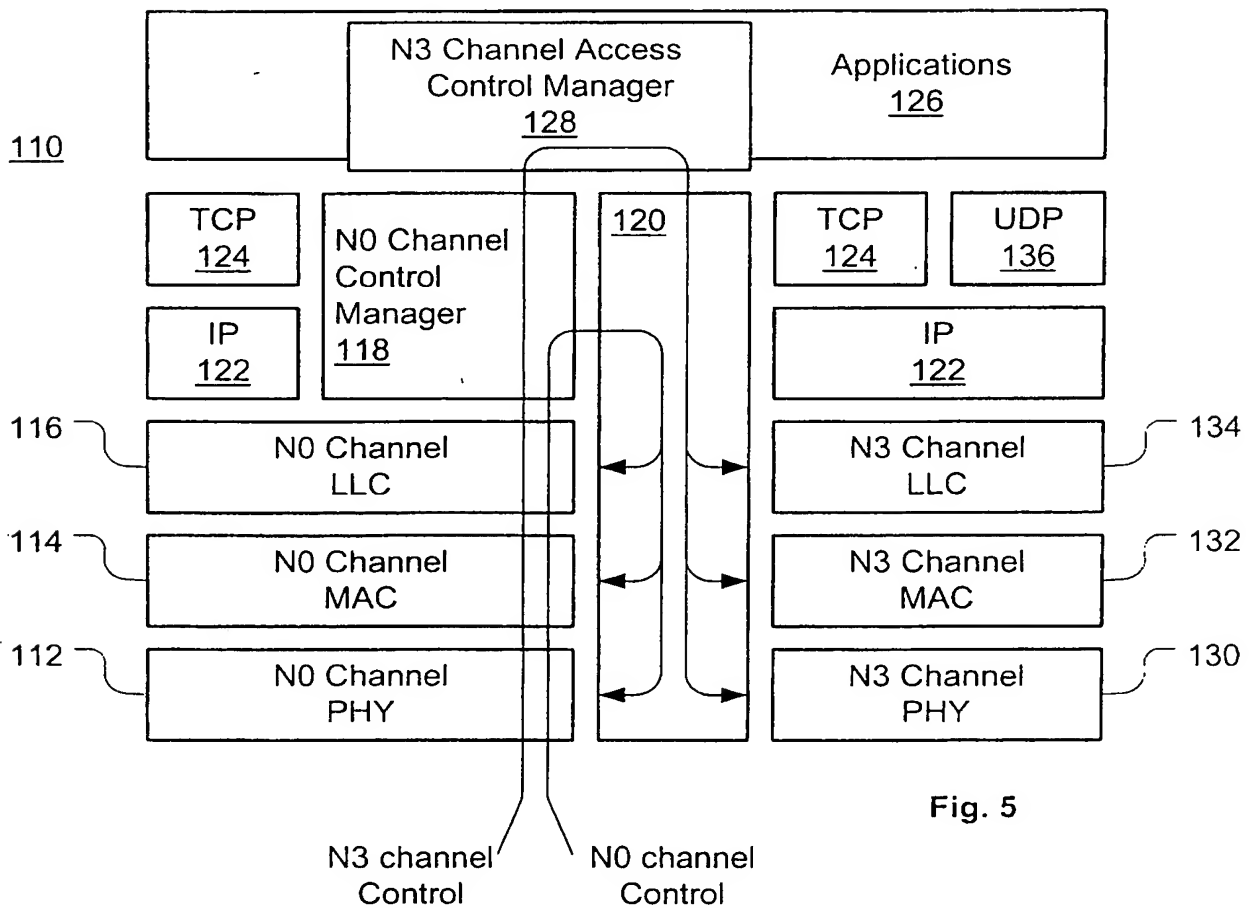 N3 Channel Access
Control Manager
128
Applications
126
110
TCP
124
N0 Channel
Control
Manager
118
120
TCP
124
UDP
136
IP
122
IP
122
116
N0 Channel
LLC
N3 Channel
LLC
134
114
N0 Channel
MAC
N3 Channel
MAC
132
112
N0 Channel
PHY
N3 Channel
PHY
130
Fig. 5
N3 channel
Control
N0 channel
Control